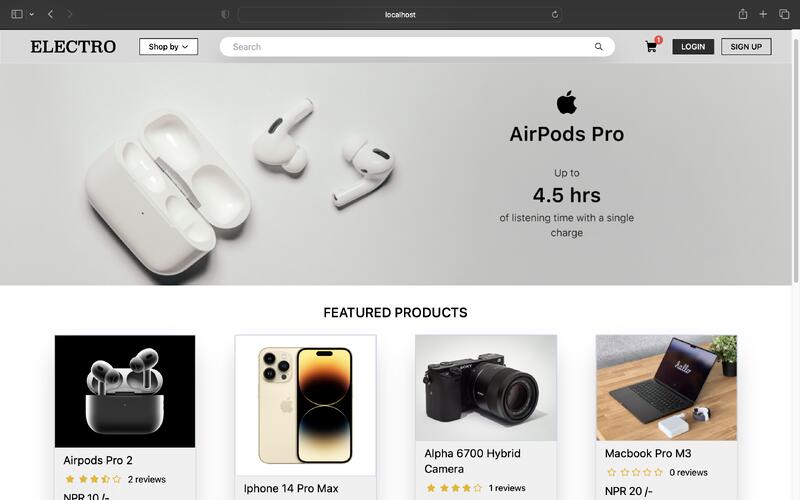 localhost
ELECTRO
Shop by
Search
1
LOGIN
SIGN UP
AirPods Pro
Up to
4.5 hrs
of listening time with a single
charge
FEATURED PRODUCTS
SONY
hello
Airpods Pro 2
2 reviews
NPR 10 /-
Iphone 14 Pro Max
Alpha 6700 Hybrid
Camera
1 reviews
Macbook Pro M3
0 reviews
NPR 20 /-